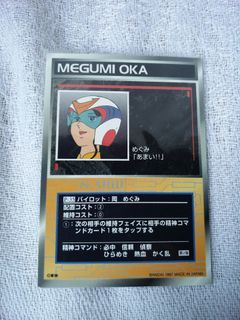 MEGUMI OKA
めぐみ
「あまい!!」
P-35 パイロット：岡 めぐみ
配置コスト：②
維持コスト：⓪
①：次の相手の維持フェイズに相手の精神コマ
ンドカード1枚をタップする
精神コマンド：必中 信頼 偵察
ひらめき 熱血 かく乱
BANDAI 1997 MADE IN JAPAN